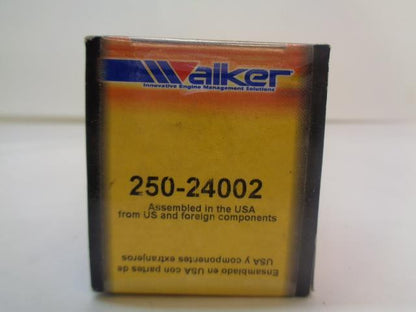 Walker
Innovative Engine Management Solutions
250-24002
Assembled in the USA
from US and foreign components
Ensamblado en USA con partes de
USA y componentes extranjeros